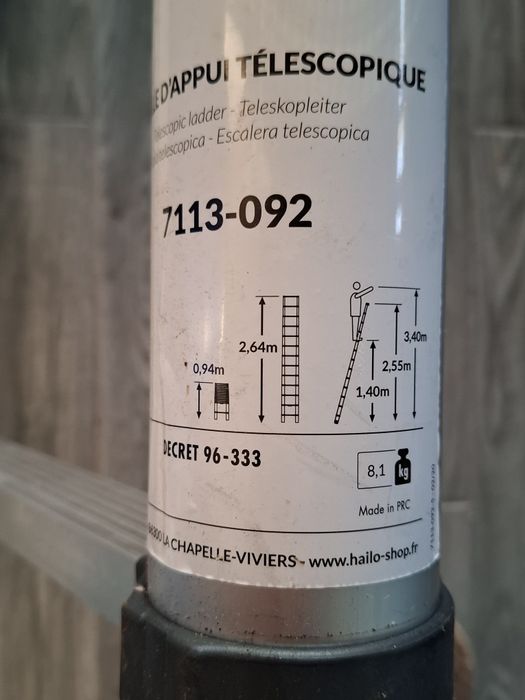 D'APPUI TÉLESCOPIQUE
Telescopic ladder - Teleskopleiter
telescopica - Escalera telescopica
7113-092
0,94m
2,64m
3,40m
2,55m
1,40m
DECRET 96-333
8,1 kg
Made in PRC
LA CHAPELLE-VIVIERS - www.hailo-shop.fr